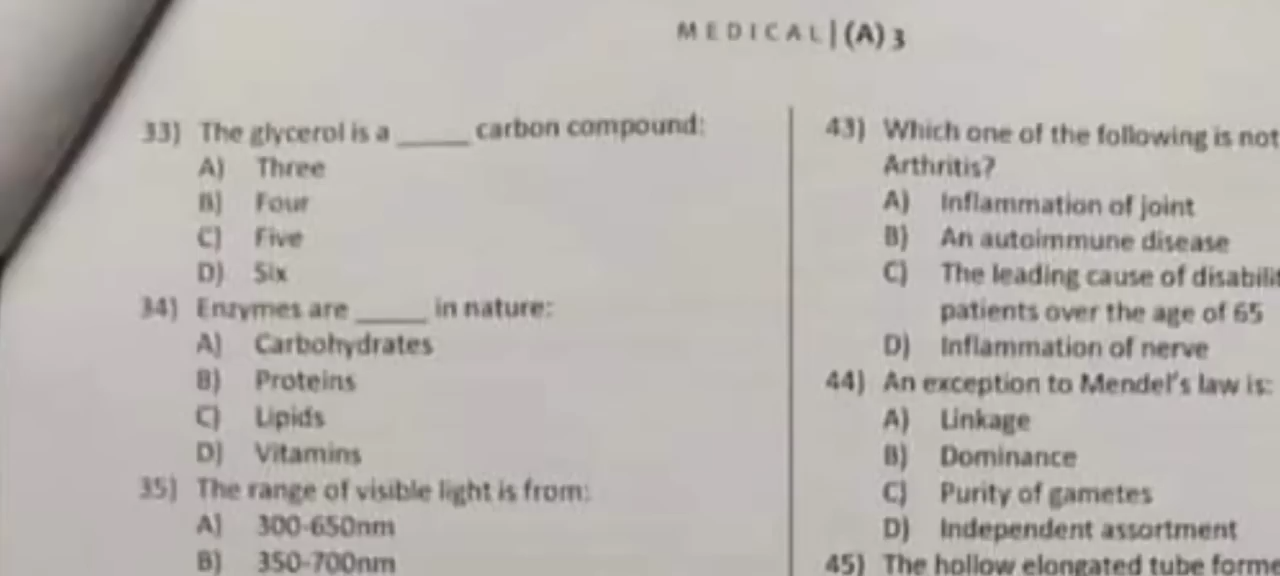 MEDICAL|(A) 3
33) The glycerol is a _____ carbon compound:
A) Three
B) Four
C) Five
D) Six
34) Enzymes are _____ in nature:
A) Carbohydrates
B) Proteins
C) Lipids
D) Vitamins
35) The range of visible light is from:
A) 300-650nm
B) 350-700nm
43) Which one of the following is not
Arthritis?
A) Inflammation of joint
B) An autoimmune disease
C) The leading cause of
patients over the age of 65
D) Inflammation of nerve
44) An exception to Mendel's law is:
A) Linkage
B) Dominance
C) Purity of gametes
D) Independent assortment
45) The hollow elongated tube